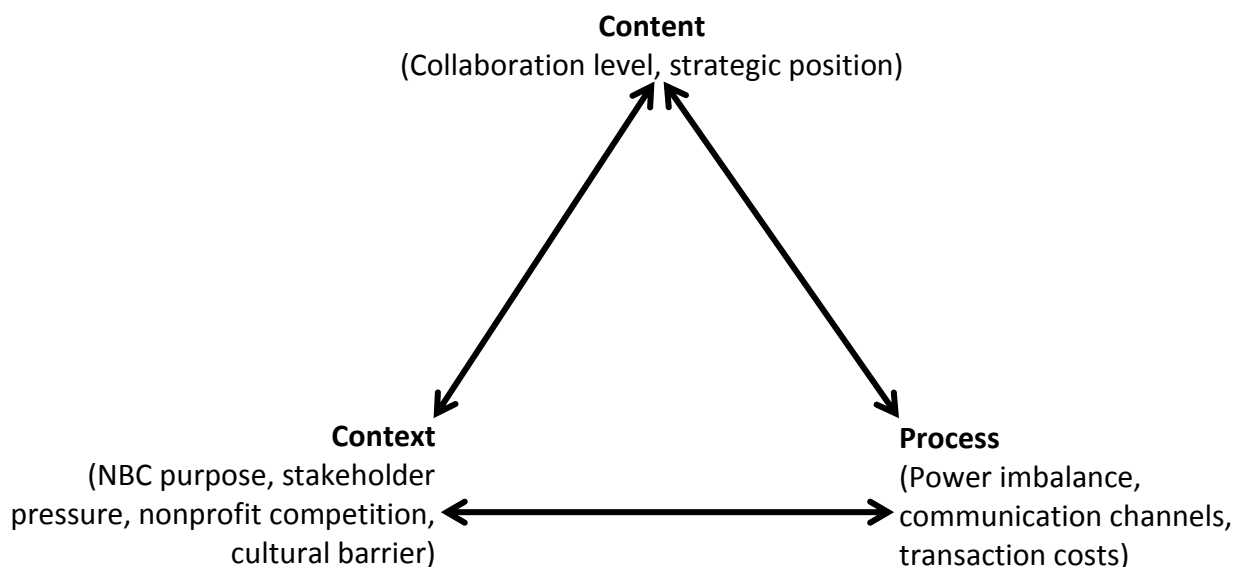 Content
(Collaboration level, strategic position)
Context
(NBC purpose, stakeholder
pressure, nonprofit competition,
cultural barrier)
Process
(Power imbalance,
communication channels,
transaction costs)